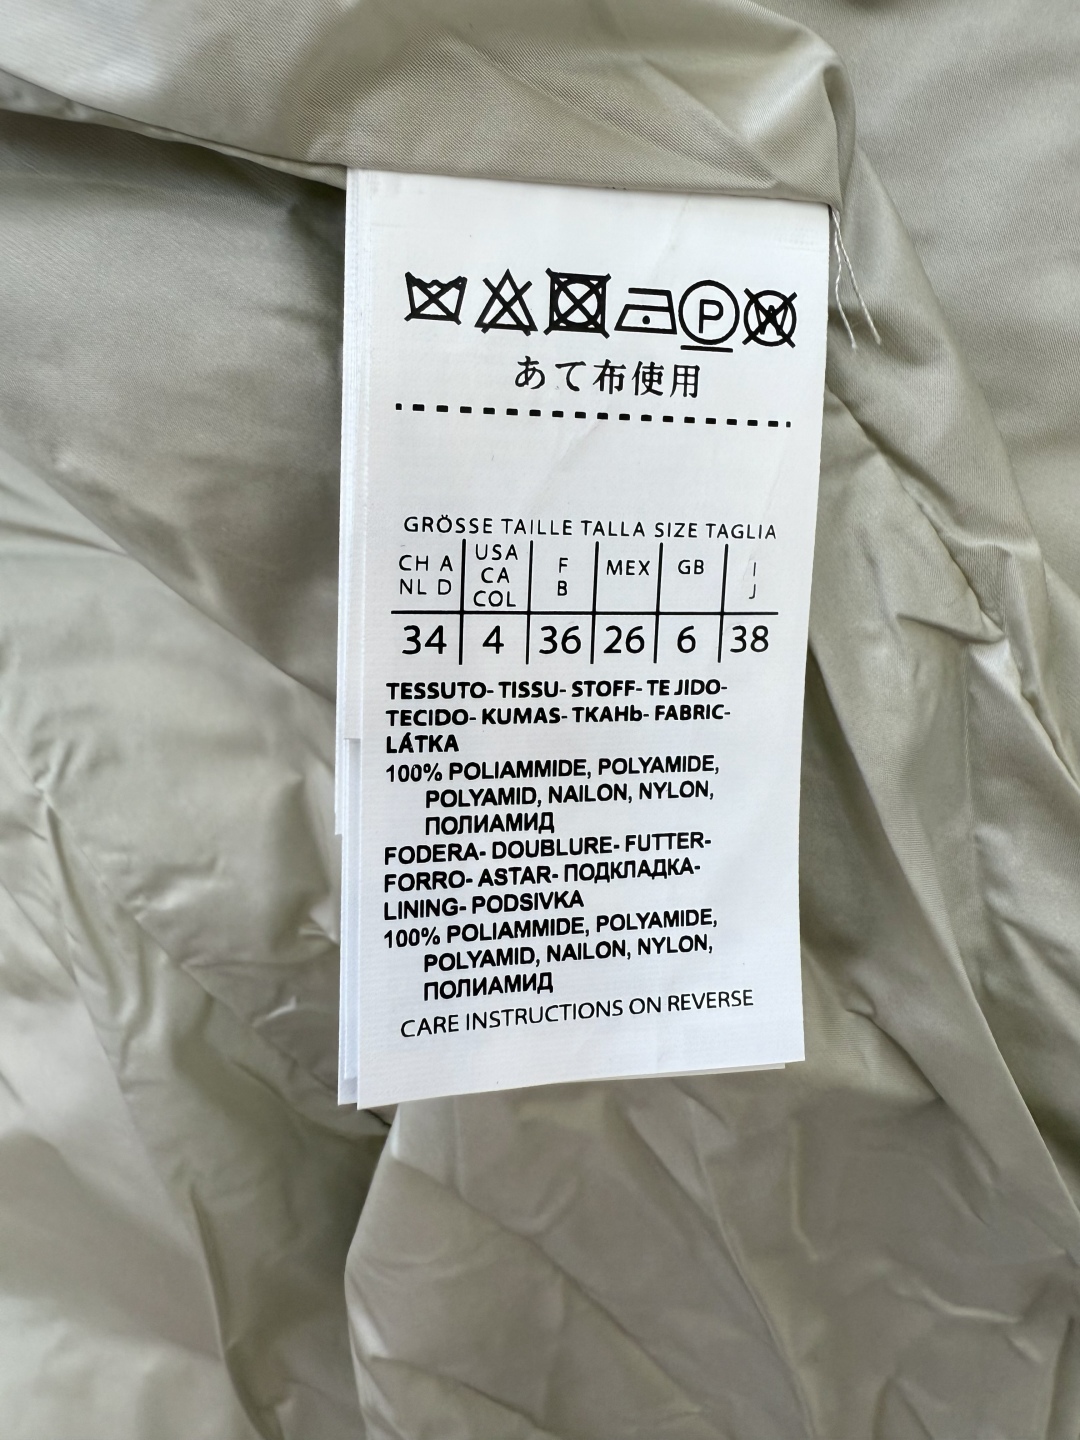 P W
あて布使用
GRÖSSE TAILLE TALLA SIZE TAGLIA
CH A NL D USA CA COL F B MEX GB I J
34 4 36 26 6 38
TESSUTO- TISSU- STOFF- TEJIDO-
TECIDO- KUMAS- ТКАНЬ- FABRIC-
LÁTKA
100% POLIAMMIDE, POLYAMIDE,
POLYAMID, NAILON, NYLON,
ПОЛИАМИД
FODERA- DOUBLURE- FUTTER-
FORRO- ASTAR- ПОДКЛАДКА-
LINING- PODSIVKA
100% POLIAMMIDE, POLYAMIDE,
POLYAMID, NAILON, NYLON,
ПОЛИАМИД
CARE INSTRUCTIONS ON REVERSE